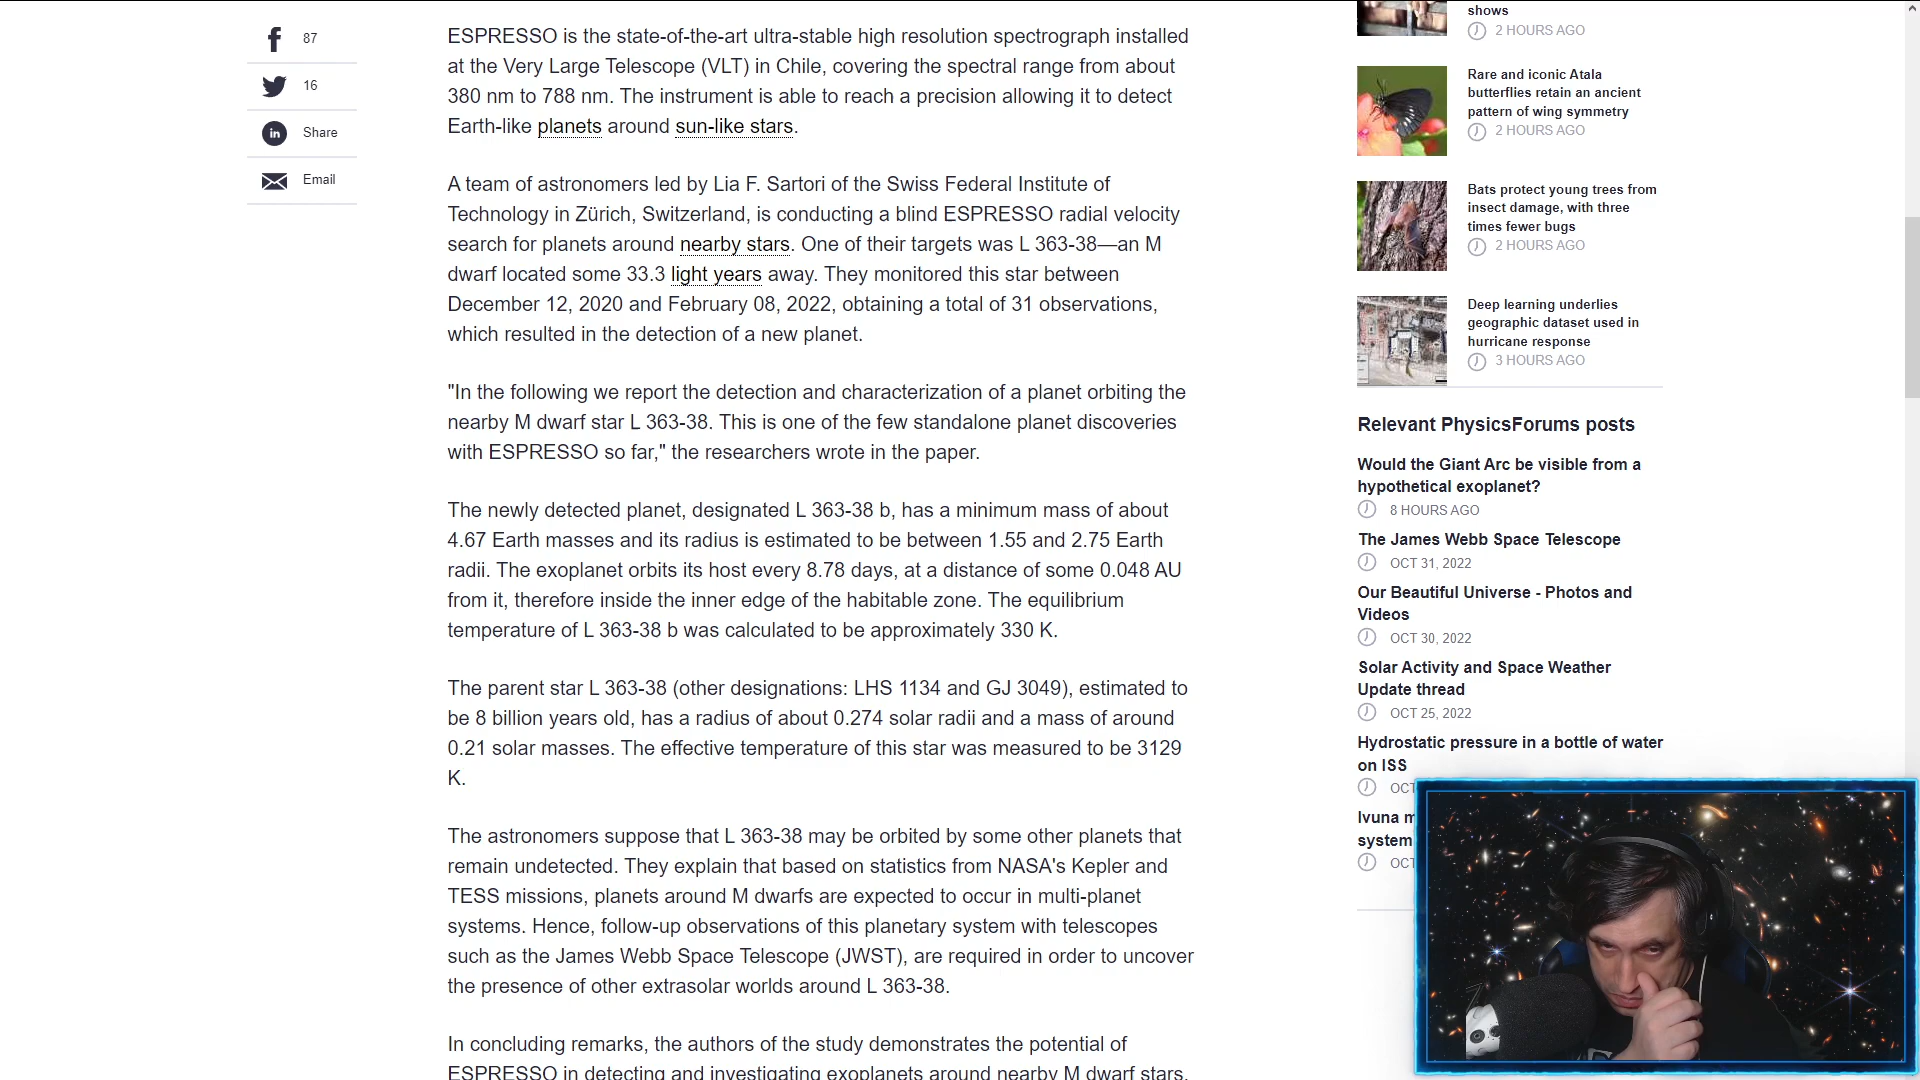 87
16
Share
Email
ESPRESSO is the state-of-the-art ultra-stable high resolution spectrograph installed
at the Very Large Telescope (VLT) in Chile, covering the spectral range from about
380 nm to 788 nm. The instrument is able to reach a precision allowing it to detect
Earth-like planets around sun-like stars.
A team of astronomers led by Lia F. Sartori of the Swiss Federal Institute of
Technology in Zürich, Switzerland, is conducting a blind ESPRESSO radial velocity
search for planets around nearby stars. One of their targets was L 363-38—an M
dwarf located some 33.3 light years away. They monitored this star between
December 12, 2020 and February 08, 2022, obtaining a total of 31 observations,
which resulted in the detection of a new planet.
"In the following we report the detection and characterization of a planet orbiting the
nearby M dwarf star L 363-38. This is one of the few standalone planet discoveries
with ESPRESSO so far," the researchers wrote in the paper.
The newly detected planet, designated L 363-38 b, has a minimum mass of about
4.67 Earth masses and its radius is estimated to be between 1.55 and 2.75 Earth
radii. The exoplanet orbits its host every 8.78 days, at a distance of some 0.048 AU
from it, therefore inside the inner edge of the habitable zone. The equilibrium
temperature of L 363-38 b was calculated to be approximately 330 K.
The parent star L 363-38 (other designations: LHS 1134 and GJ 3049), estimated to
be 8 billion years old, has a radius of about 0.274 solar radii and a mass of around
0.21 solar masses. The effective temperature of this star was measured to be 3129
K.
The astronomers suppose that L 363-38 may be orbited by some other planets that
remain undetected. They explain that based on statistics from NASA's Kepler and
TESS missions, planets around M dwarfs are expected to occur in multi-planet
systems. Hence, follow-up observations of this planetary system with telescopes
such as the James Webb Space Telescope (JWST), are required in order to uncover
the presence of other extrasolar worlds around L 363-38.
In concluding remarks, the authors of the study demonstrates the potential of
ESPRESSO in detecting and investigating exoplanets around nearby M dwarf stars.
shows
2 HOURS AGO
Rare and iconic Atala
butterflies retain an ancient
pattern of wing symmetry
2 HOURS AGO
Bats protect young trees from
insect damage, with three
times fewer bugs
2 HOURS AGO
Deep learning underlies
geographic dataset used in
hurricane response
3 HOURS AGO
Relevant PhysicsForums posts
Would the Giant Arc be visible from a
hypothetical exoplanet?
8 HOURS AGO
The James Webb Space Telescope
OCT 31, 2022
Our Beautiful Universe - Photos and
Videos
OCT 30, 2022
Solar Activity and Space Weather
Update thread
OCT 25, 2022
Hydrostatic pressure in a bottle of water
on ISS
OCT
Ivuna m
system
OCT